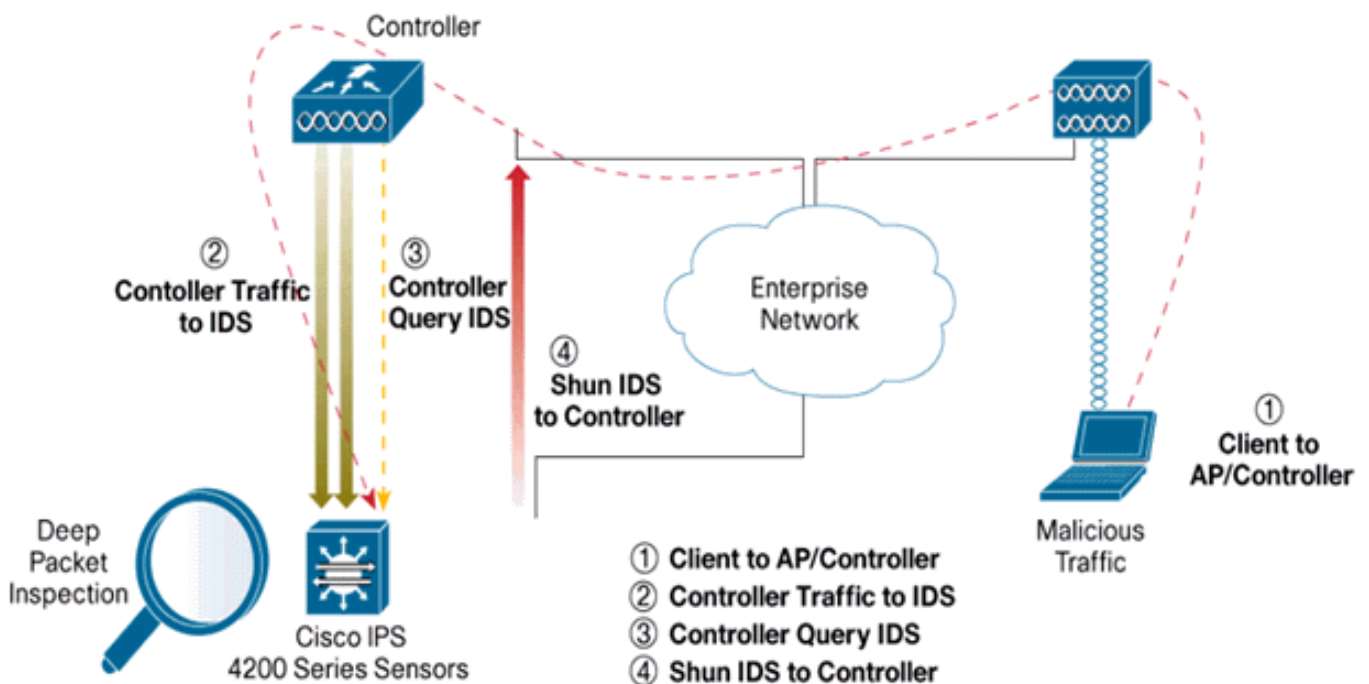 Controller
②
Contoller Traffic
to IDS
③
Controller
Query IDS
④
Shun IDS
to Controller
Enterprise
Network
①
Client to
AP/Controller
Deep
Packet
Inspection
Cisco IPS
4200 Series Sensors
Malicious
Traffic
① Client to AP/Controller
② Controller Traffic to IDS
③ Controller Query IDS
④ Shun IDS to Controller